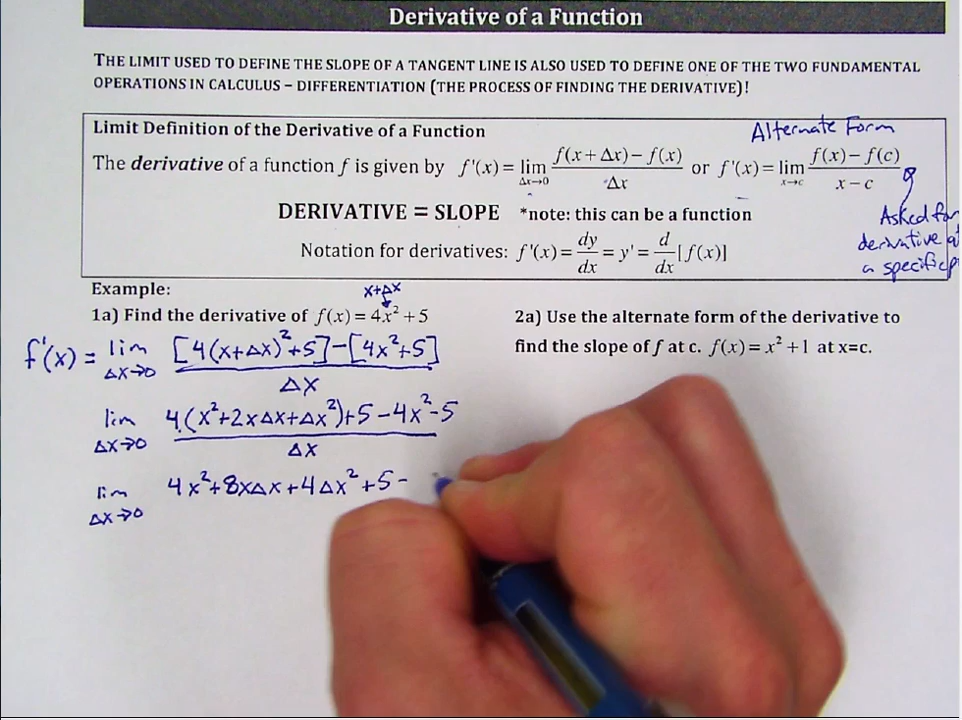 Derivative of a Function
THE LIMIT USED TO DEFINE THE SLOPE OF A TANGENT LINE IS ALSO USED TO DEFINE ONE OF THE TWO FUNDAMENTAL
OPERATIONS IN CALCULUS – DIFFERENTIATION (THE PROCESS OF FINDING THE DERIVATIVE)!
Limit Definition of the Derivative of a Function
Alternate Form
The derivative of a function f is given by f'(x) = lim Δx→0 (f(x + Δx) − f(x))/Δx or f'(x) = lim x→c (f(x) − f(c))/(x − c)
DERIVATIVE = SLOPE *note: this can be a function
Asked for
derivative
a specific
Notation for derivatives: f'(x) = dy/dx = y' = d/dx [f(x)]
Example:
x+Δx
1a) Find the derivative of f(x) = 4x² + 5
f'(x) = lim Δx→0 ([4(x+Δx)²+5]−[4x²+5])/Δx
lim Δx→0 (4(x²+2xΔx+Δx²)+5−4x²−5)/Δx
lim Δx→0 4x²+8xΔx+4Δx²+5−
2a) Use the alternate form of the derivative to
find the slope of f at c. f(x) = x² + 1 at x=c.